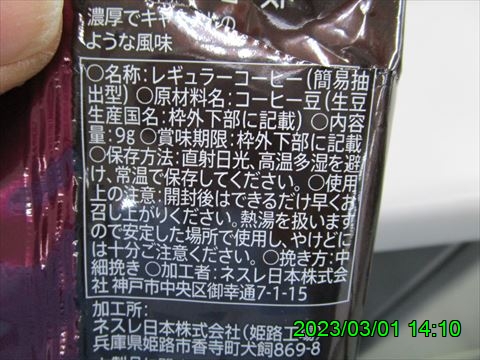 濃厚でキャ
ような風味
○名称:レギュラーコーヒー(簡易抽
出型) ○原材料名:コーヒー豆(生豆
生産国名:枠外下部に記載) ○内容
量:9g ○賞味期限:枠外下部に記載
○保存方法:直射日光、高温多湿を避
け、常温で保存してください。 ○使用
上の注意:開封後はできるだけ早くお
召し上がりください。熱湯を扱います
ので安定した場所で使用し、やけどに
は十分ご注意ください。 ○挽き方:中
細挽き ○加工者:ネスレ日本株式会
社 神戸市中央区御幸通7-1-15
加工所:
ネスレ日本株式会社(姫路工場)
兵庫県姫路市香寺町犬飼869-8
2023/03/01 14:10